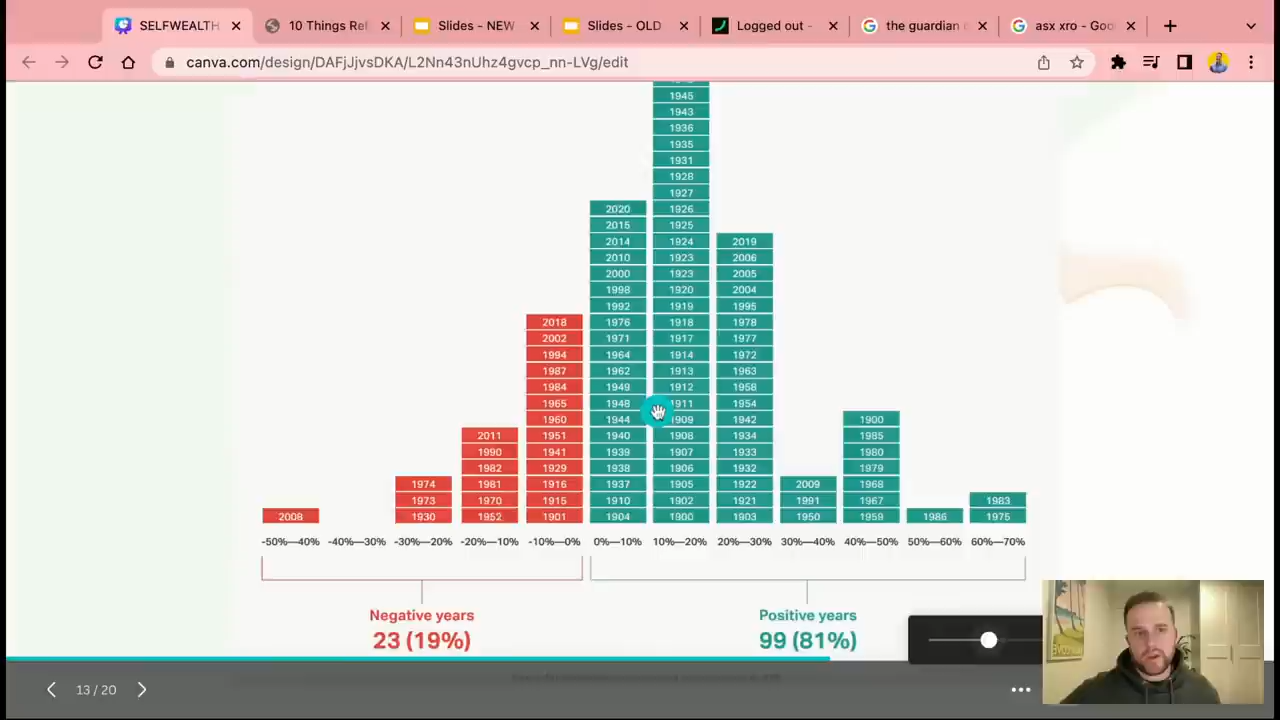 SELFWEALTH
10 Things Ref
Slides - NEW
Slides - OLD
Logged out -
the guardian
asx xro - Goo
canva.com/design/DAFjJjvsDKA/L2Nn43nUhz4gvcp_nn-LVg/edit
1945
1943
1936
1935
1931
1928
1927
2020 1926
2015 1925
2014 1924 2019
2010 1923 2006
2000 1923 2005
1998 1920 2004
1992 1919 1995
2018 1976 1918 1978
2002 1971 1917 1977
1994 1964 1914 1972
1987 1962 1913 1963
1984 1949 1912 1958
1965 1948 1911 1954
1960 1944 1909 1942 1900
2011 1951 1940 1908 1934 1985
1990 1941 1939 1907 1933 1980
1982 1929 1938 1906 1932 1979
1974 1981 1916 1937 1905 1922 2009 1968
1973 1970 1915 1910 1902 1921 1991 1967 1983
2008 1930 1952 1901 1904 1900 1903 1950 1959 1986 1975
-50%—40% -40%—30% -30%—20% -20%—10% -10%—0% 0%—10% 10%—20% 20%—30% 30%—40% 40%—50% 50%—60% 60%—70%
Negative years
23 (19%)
Positive years
99 (81%)
13 / 20